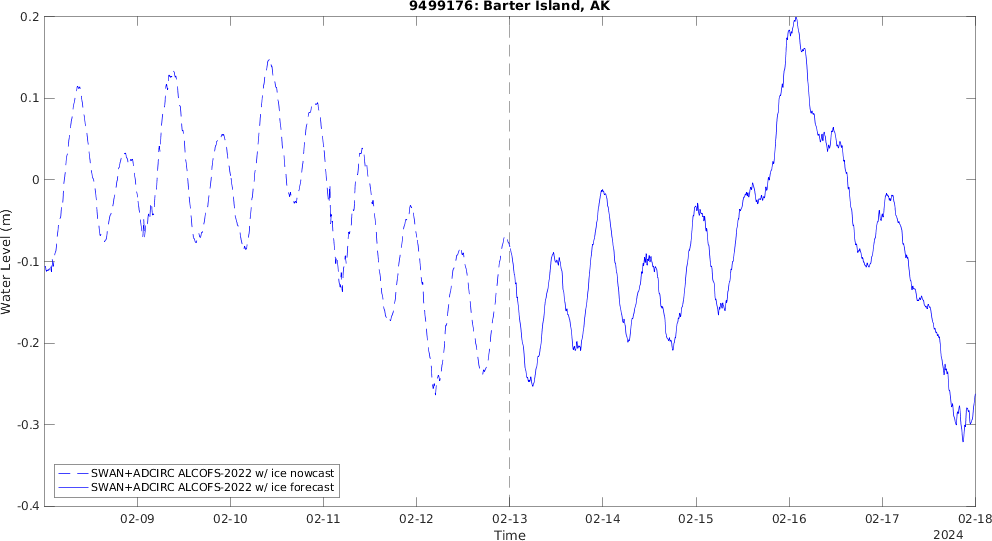 9499176: Barter Island, AK
0.2
0.1
0
-0.1
-0.2
-0.3
-0.4
Water Level (m)
SWAN+ADCIRC ALCOFS-2022 w/ ice nowcast
SWAN+ADCIRC ALCOFS-2022 w/ ice forecast
02-09 02-10 02-11 02-12 02-13 02-14 02-15 02-16 02-17 02-18
Time
2024